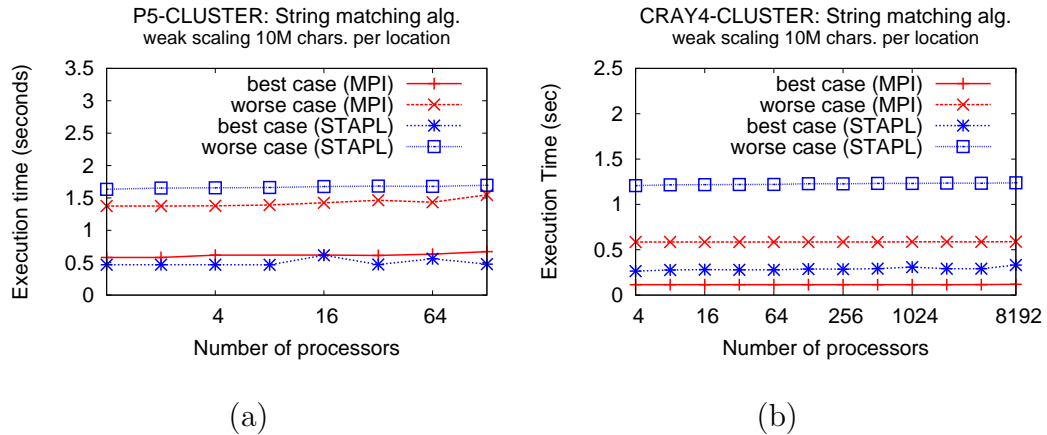 P5-CLUSTER: String matching alg.
weak scaling 10M chars. per location
Execution time (seconds)
3.5
3
2.5
2
1.5
1
0.5
0
best case (MPI)
worse case (MPI)
best case (STAPL)
worse case (STAPL)
4 16 64
Number of processors
(a)
CRAY4-CLUSTER: String matching alg.
weak scaling 10M chars. per location
Execution Time (sec)
2.5
2
1.5
1
0.5
0
best case (MPI)
worse case (MPI)
best case (STAPL)
worse case (STAPL)
4 16 64 256 1024 8192
Number of processors
(b)